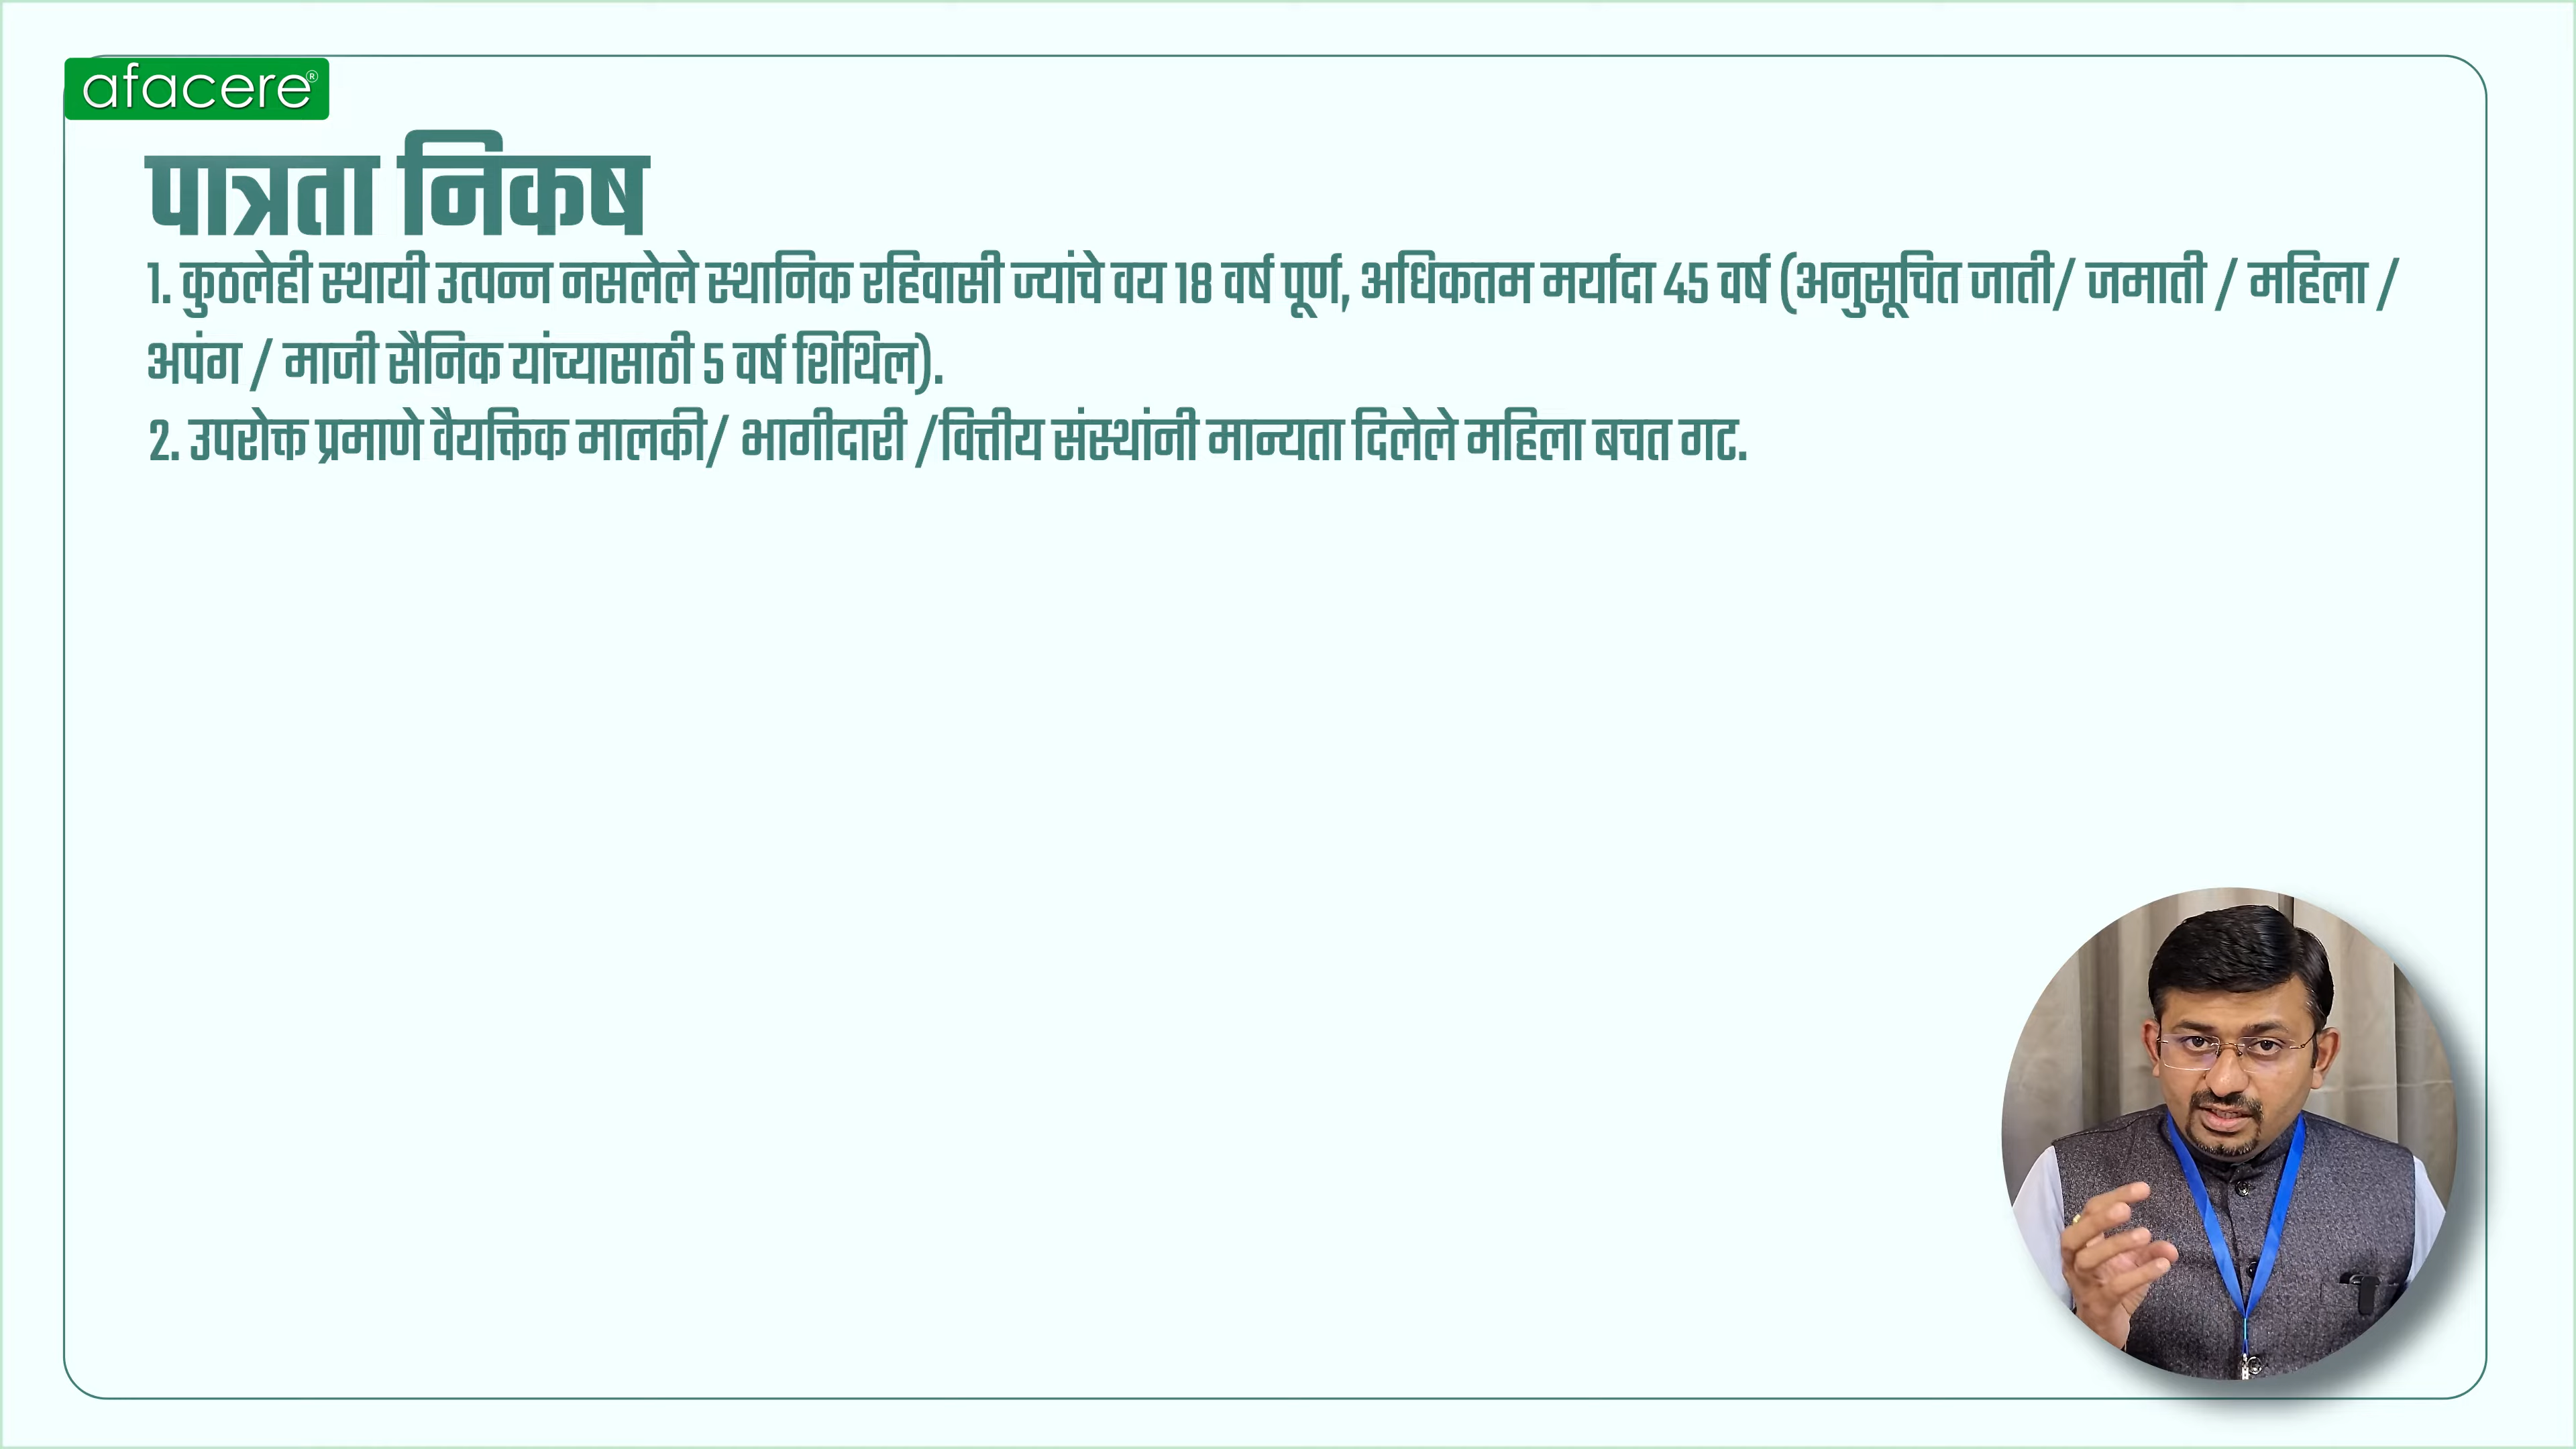 afacere®
पात्रता निकष
1. कुठलेही स्थायी उत्पन्न नसलेले स्थानिक रहिवासी ज्यांचे वय 18 वर्ष पूर्ण, अधिकतम मर्यादा 45 वर्ष (अनुसूचित जाती/ जमाती / महिला /
अपंग / माजी सैनिक यांच्यासाठी 5 वर्ष शिथिल).
2. उपरोक्त प्रमाणे वैयक्तिक मालकी/ भागीदारी /वित्तीय संस्थांनी मान्यता दिलेले महिला बचत गट.